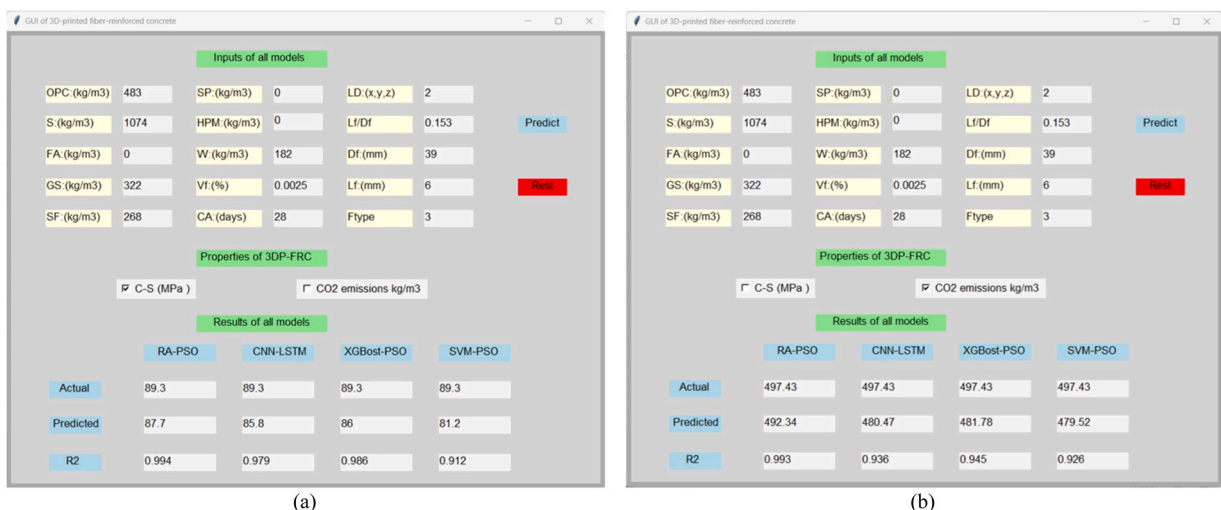 GUI of 3D-printed fiber-reinforced concrete
Inputs of all models
OPC:(kg/m3) 483 SP:(kg/m3) 0 LD:(x,y,z) 2
S:(kg/m3) 1074 HPM:(kg/m3) 0 Lf/Df 0.153 Predict
FA:(kg/m3) 0 W:(kg/m3) 182 Df:(mm) 39
GS:(kg/m3) 322 Vf:(%) 0.0025 Lf:(mm) 6 Rest
SF:(kg/m3) 268 CA:(days) 28 Ftype 3
Properties of 3DP-FRC
C-S (MPa ) CO2 emissions kg/m3
Results of all models
RA-PSO CNN-LSTM XGBost-PSO SVM-PSO
Actual 89.3 89.3 89.3 89.3
Predicted 87.7 85.8 86 81.2
R2 0.994 0.979 0.986 0.912
(a)
GUI of 3D-printed fiber-reinforced concrete
Inputs of all models
OPC:(kg/m3) 483 SP:(kg/m3) 0 LD:(x,y,z) 2
S:(kg/m3) 1074 HPM:(kg/m3) 0 Lf/Df 0.153 Predict
FA:(kg/m3) 0 W:(kg/m3) 182 Df:(mm) 39
GS:(kg/m3) 322 Vf:(%) 0.0025 Lf:(mm) 6 Rest
SF:(kg/m3) 268 CA:(days) 28 Ftype 3
Properties of 3DP-FRC
C-S (MPa ) CO2 emissions kg/m3
Results of all models
RA-PSO CNN-LSTM XGBost-PSO SVM-PSO
Actual 497.43 497.43 497.43 497.43
Predicted 492.34 480.47 481.78 479.52
R2 0.993 0.936 0.945 0.926
(b)